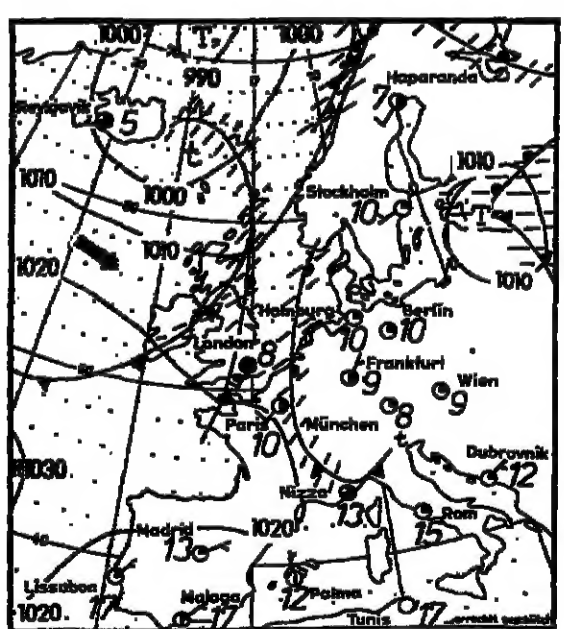 1000 T 1000
990
Haparanda
7
Reykjavik
5
t
1010
1010
1000
Stockholm
10
T
1010
1020
1010
Hamburg
Berlin
10
10
London
8
Frankfurt
9
Wien
9
8
Paris
10
München
t
Dubrovnik
12
1030
Nizza
13
Rom
15
Madrid
13
1020
Lissabon
17
Malaga
17
Palma
12
Tunis
17
1020